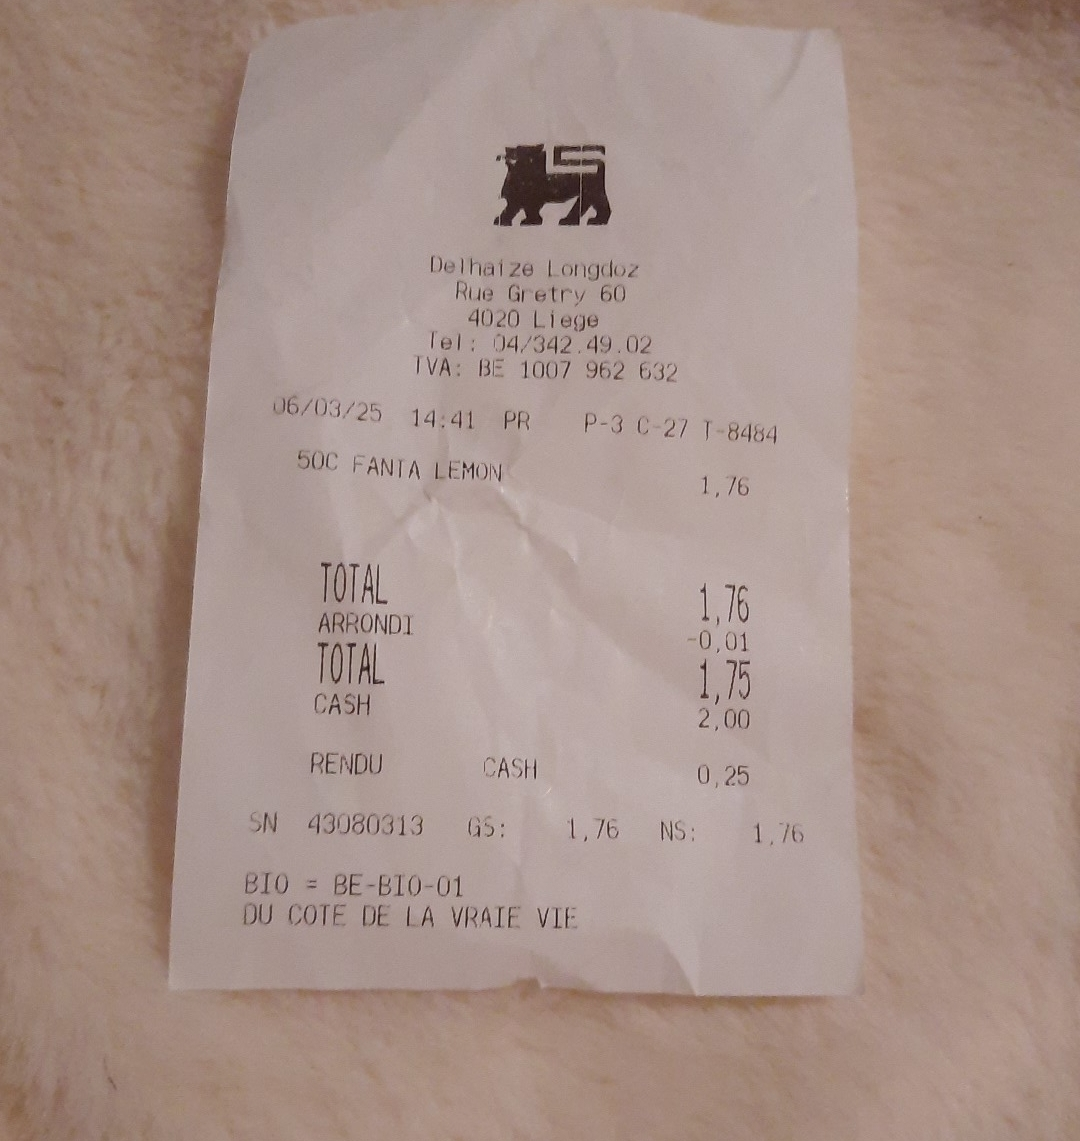 Delhaize Longdoz
Rue Gretry 60
4020 Liege
Tel: 04/342.49.02
TVA: BE 1007 962 632
06/03/25 14:41 PR P-3 C-27 T-8484
50C FANTA LEMON 1,76
TOTAL 1,76
ARRONDI -0,01
TOTAL 1,75
CASH 2,00
RENDU CASH 0,25
SN 43080313 GS: 1,76 NS: 1,76
BIO = BE-BIO-01
DU COTE DE LA VRAIE VIE